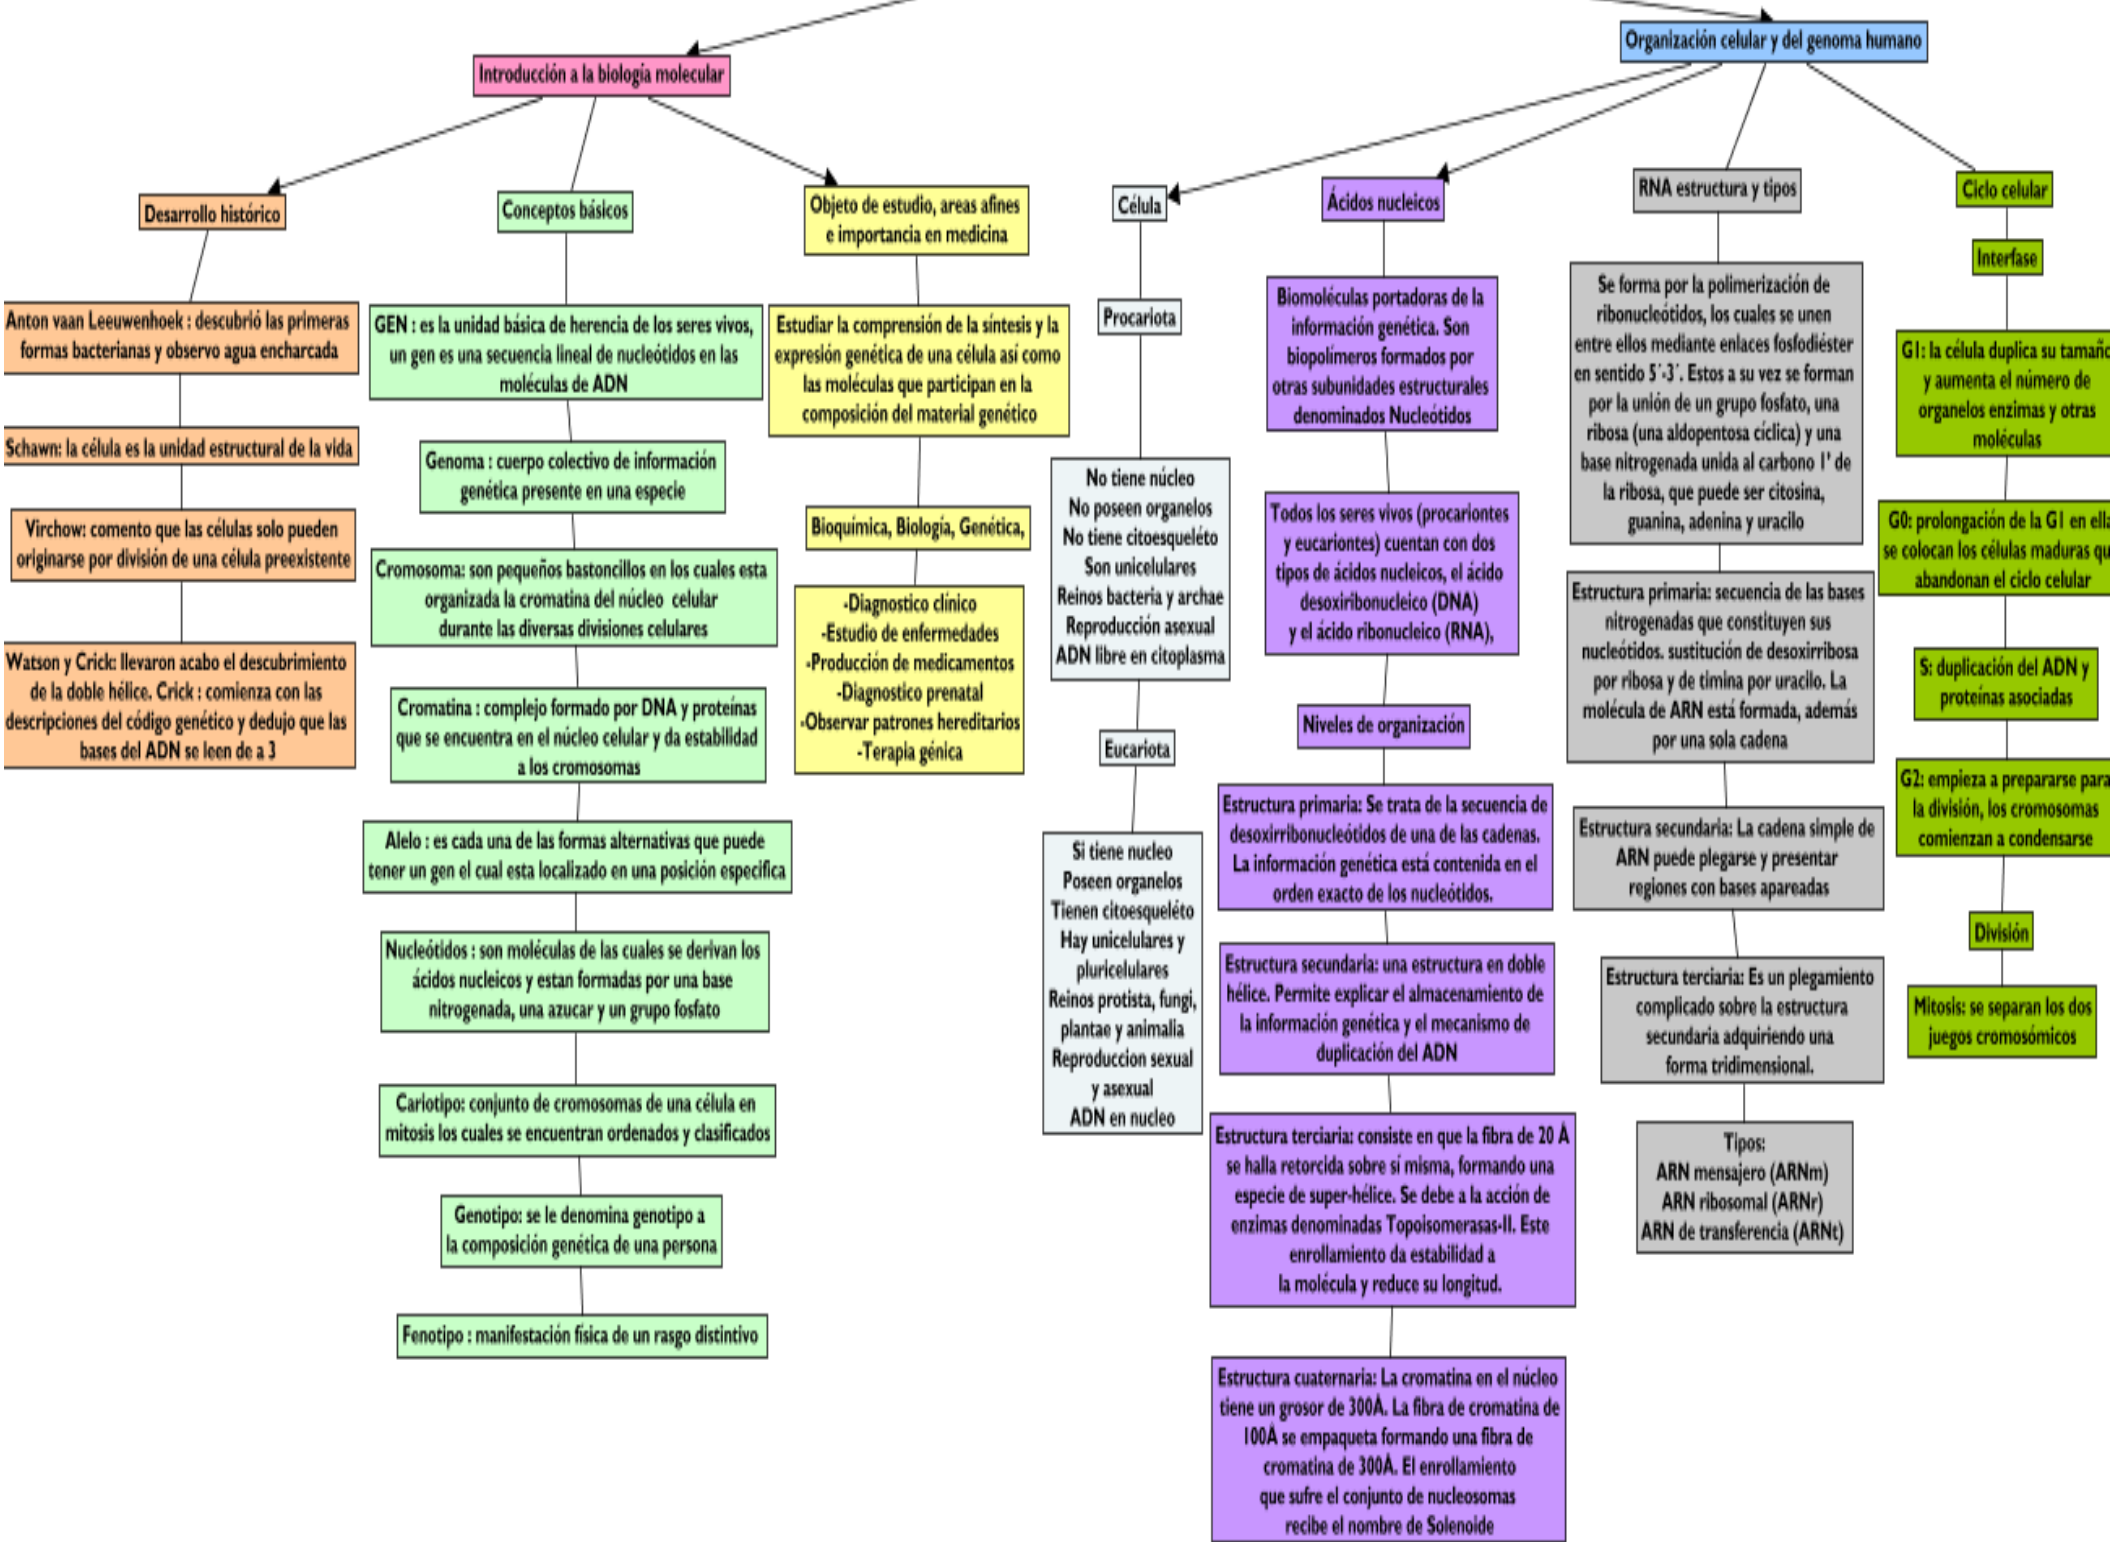 Introducción a la biología molecular
Desarrollo histórico
Anton vaan Leeuwenhoek : descubrió las primeras
formas bacterianas y observo agua encharcada
Schawn: la célula es la unidad estructural de la vida
Virchow: comento que las células solo pueden
originarse por división de una célula preexistente
Watson y Crick: llevaron acabo el descubrimiento
de la doble hélice. Crick : comienza con las
descripciones del código genético y dedujo que las
bases del ADN se leen de a 3
Conceptos básicos
GEN : es la unidad básica de herencia de los seres vivos,
un gen es una secuencia lineal de nucleótidos en las
moléculas de ADN
Genoma : cuerpo colectivo de información
genética presente en una especie
Cromosoma: son pequeños bastoncillos en los cuales esta
organizada la cromatina del núcleo celular
durante las diversas divisiones celulares
Cromatina : complejo formado por DNA y proteínas
que se encuentra en el núcleo celular y da estabilidad
a los cromosomas
Alelo : es cada una de las formas alternativas que puede
tener un gen el cual esta localizado en una posición especifica
Nucleótidos : son moléculas de las cuales se derivan los
ácidos nucleicos y estan formadas por una base
nitrogenada, una azucar y un grupo fosfato
Cariotipo: conjunto de cromosomas de una célula en
mitosis los cuales se encuentran ordenados y clasificados
Genotipo: se le denomina genotipo a
la composición genética de una persona
Fenotipo : manifestación física de un rasgo distintivo
Objeto de estudio, areas afines
e importancia en medicina
Estudiar la comprensión de la síntesis y la
expresión genética de una célula así como
las moléculas que participan en la
composición del material genético
Bioquímica, Biología, Genética,
-Diagnostico clínico
-Estudio de enfermedades
-Producción de medicamentos
-Diagnostico prenatal
-Observar patrones hereditarios
-Terapia génica
Organización celular y del genoma humano
Célula
Procariota
No tiene núcleo
No poseen organelos
No tiene citoesqueléto
Son unicelulares
Reinos bacteria y archae
Reproducción asexual
ADN libre en citoplasma
Eucariota
Si tiene nucleo
Poseen organelos
Tienen citoesqueléto
Hay unicelulares y
pluricelulares
Reinos protista, fungi,
plantae y animalia
Reproduccion sexual
y asexual
ADN en nucleo
Ácidos nucleicos
Biomoléculas portadoras de la
información genética. Son
biopolímeros formados por
otras subunidades estructurales
denominados Nucleótidos
Todos los seres vivos (procariontes
y eucariontes) cuentan con dos
tipos de ácidos nucleicos, el ácido
desoxiribonucleico (DNA)
y el ácido ribonucleico (RNA),
Niveles de organización
Estructura primaria: Se trata de la secuencia de
desoxirribonucleótidos de una de las cadenas.
La información genética está contenida en el
orden exacto de los nucleótidos.
Estructura secundaria: una estructura en doble
hélice. Permite explicar el almacenamiento de
la información genética y el mecanismo de
duplicación del ADN
Estructura terciaria: consiste en que la fibra de 20 Å
se halla retorcida sobre sí misma, formando una
especie de super-hélice. Se debe a la acción de
enzimas denominadas Topoisomerasas-II. Este
enrollamiento da estabilidad a
la molécula y reduce su longitud.
Estructura cuaternaria: La cromatina en el núcleo
tiene un grosor de 300Å. La fibra de cromatina de
100Å se empaqueta formando una fibra de
cromatina de 300Å. El enrollamiento
que sufre el conjunto de nucleosomas
recibe el nombre de Solenoide
RNA estructura y tipos
Se forma por la polimerización de
ribonucleótidos, los cuales se unen
entre ellos mediante enlaces fosfodiéster
en sentido 5´-3´. Estos a su vez se forman
por la unión de un grupo fosfato, una
ribosa (una aldopentosa cíclica) y una
base nitrogenada unida al carbono 1' de
la ribosa, que puede ser citosina,
guanina, adenina y uracilo
Estructura primaria: secuencia de las bases
nitrogenadas que constituyen sus
nucleótidos. sustitución de desoxirribosa
por ribosa y de timina por uracilo. La
molécula de ARN está formada, además
por una sola cadena
Estructura secundaria: La cadena simple de
ARN puede plegarse y presentar
regiones con bases apareadas
Estructura terciaria: Es un plegamiento
complicado sobre la estructura
secundaria adquiriendo una
forma tridimensional.
Tipos:
ARN mensajero (ARNm)
ARN ribosomal (ARNr)
ARN de transferencia (ARNt)
Ciclo celular
Interfase
G1: la célula duplica su tamaño
y aumenta el número de
organelos enzimas y otras
moléculas
G0: prolongación de la G1 en ella
se colocan los células maduras qu
abandonan el ciclo celular
S: duplicación del ADN y
proteínas asociadas
G2: empieza a prepararse para
la división, los cromosomas
comienzan a condensarse
División
Mitosis: se separan los dos
juegos cromosómicos